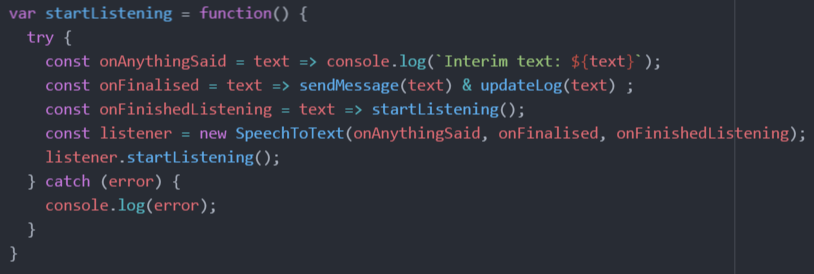 var startListening = function() {
  try {
    const onAnythingSaid = text => console.log(`Interim text: ${text}`);
    const onFinalised = text => sendMessage(text) & updateLog(text) ;
    const onFinishedListening = text => startListening();
    const listener = new SpeechToText(onAnythingSaid, onFinalised, onFinishedListening);
    listener.startListening();
  } catch (error) {
    console.log(error);
  }
}